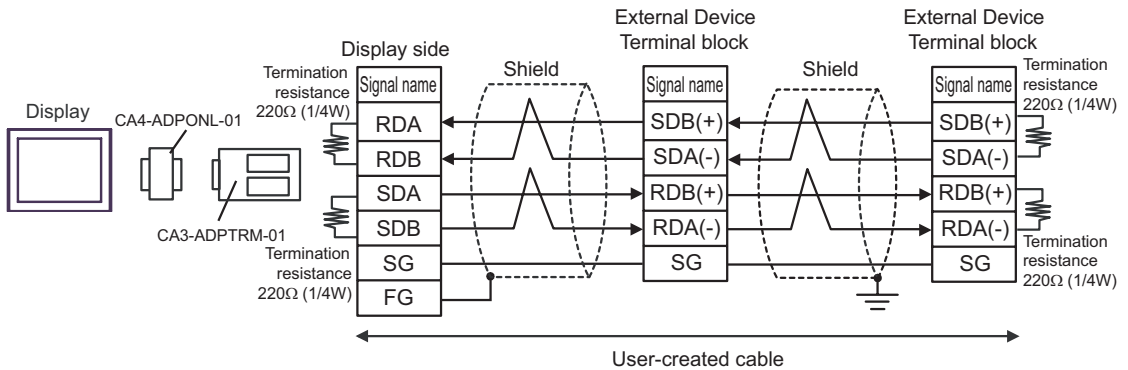 External Device
Terminal block
External Device
Terminal block
Display side
Termination
resistance
220Ω (1/4W)
Shield
Shield
Termination
resistance
220Ω (1/4W)
Display
CA4-ADPONL-01
CA3-ADPTRM-01
Signal name
RDA
RDB
SDA
SDB
SG
FG
Signal name
SDB(+)
SDA(-)
RDB(+)
RDA(-)
SG
Signal name
SDB(+)
SDA(-)
RDB(+)
RDA(-)
SG
Termination
resistance
220Ω (1/4W)
Termination
resistance
220Ω (1/4W)
User-created cable